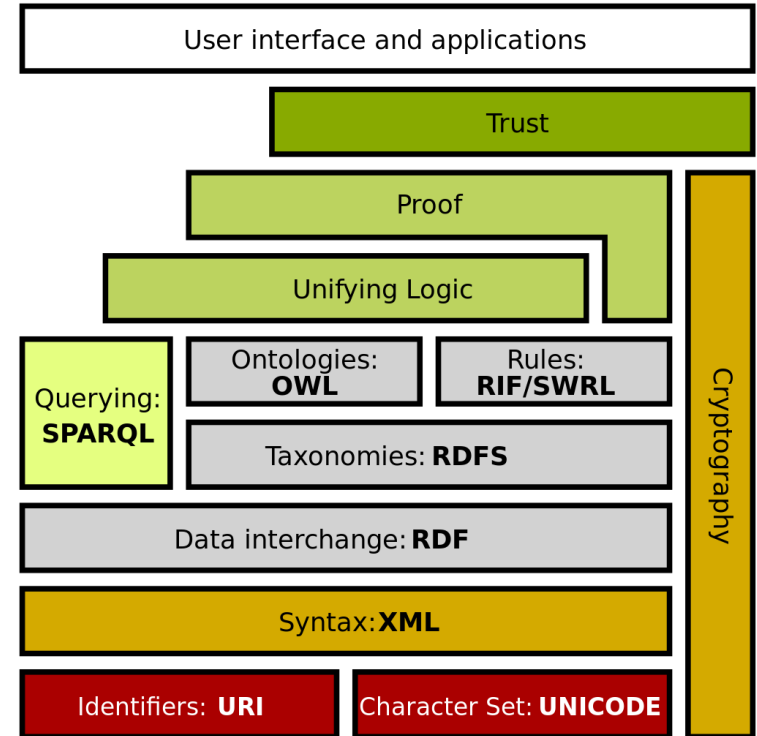 User interface and applications
Trust
Proof
Unifying Logic
Querying:
SPARQL
Ontologies:
OWL
Rules:
RIF/SWRL
Taxonomies: RDFS
Cryptography
Data interchange: RDF
Syntax: XML
Identifiers: URI
Character Set: UNICODE